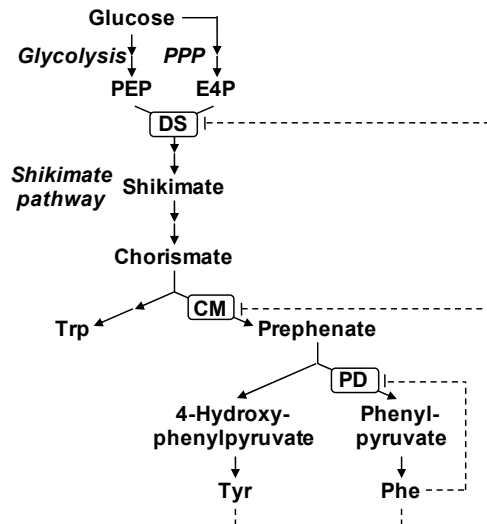 Glucose
Glycolysis PPP
PEP E4P
DS
Shikimate
pathway
Shikimate
Chorismate
CM
Trp Prephenate
PD
4-Hydroxy-
phenylpyruvate
Phenyl-
pyruvate
Tyr Phe